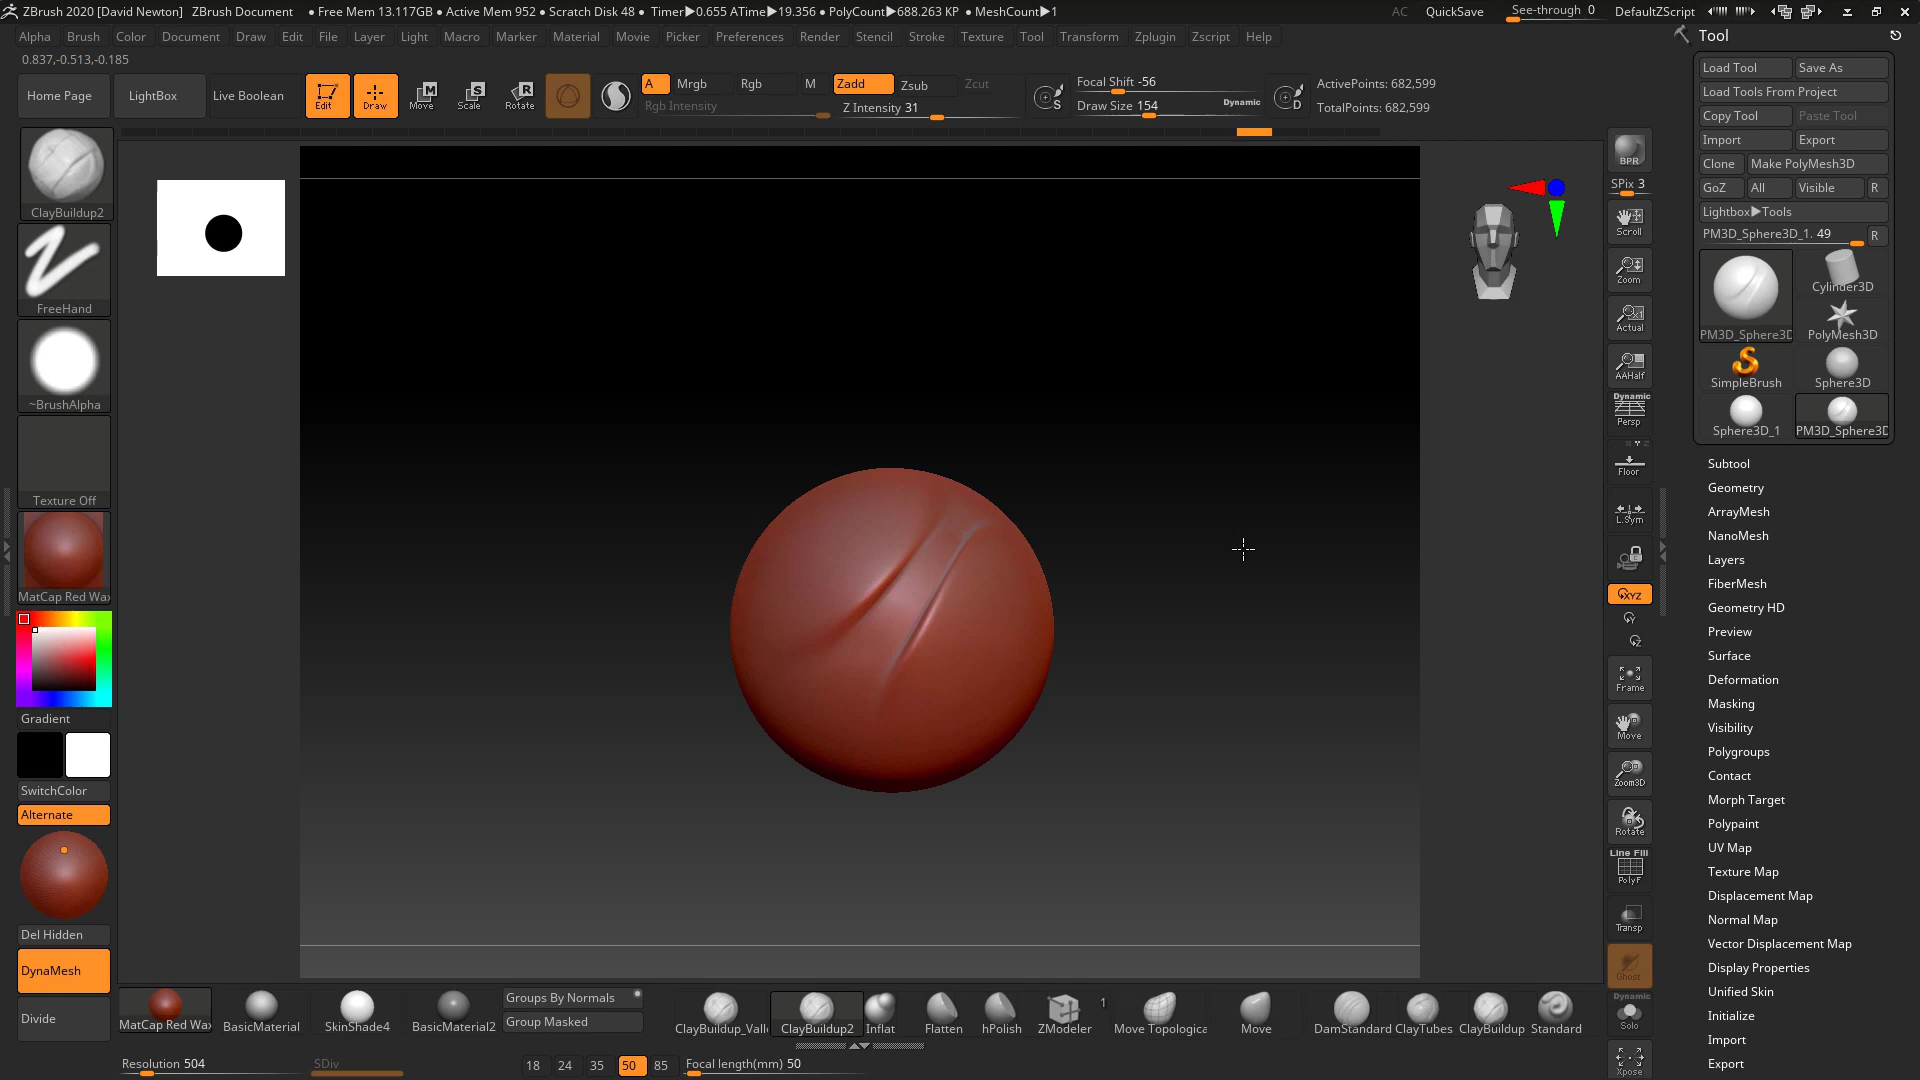 ZBrush 2020 [David Newton] ZBrush Document • Free Mem 13.117GB • Active Mem 952 • Scratch Disk 48 • Timer▶0.655 ATime▶19.356 • PolyCount▶688.263 KP • MeshCount▶1 AC QuickSave See-through 0 DefaultZScript
Alpha Brush Color Document Draw Edit File Layer Light Macro Marker Material Movie Picker Preferences Render Stencil Stroke Texture Tool Transform Zplugin Zscript Help
0.837,-0.513,-0.185
Home Page LightBox Live Boolean Edit Draw Move Scale Rotate
M S R
A Mrgb Rgb M Zadd Zsub Zcut
Rgb Intensity Z Intensity 31
S Focal Shift -56
Draw Size 154 Dynamic
D ActivePoints: 682,599
TotalPoints: 682,599
ClayBuildup2
FreeHand
~BrushAlpha
Texture Off
MatCap Red Wax
Gradient
SwitchColor
Alternate
Del Hidden
DynaMesh
Divide
BPR
SPix 3
Scroll
Zoom
Actual
AAHalf
Dynamic
Persp
Floor
L.Sym
XYZ
Y
Z
Frame
Move
Zoom3D
Rotate
Line Fill
PolyF
Transp
Ghost
Dynamic
Solo
Xpose
Tool
Load Tool Save As
Load Tools From Project
Copy Tool Paste Tool
Import Export
Clone Make PolyMesh3D
GoZ All Visible R
Lightbox▶Tools
PM3D_Sphere3D_1. 49 R
Cylinder3D
PM3D_Sphere3D PolyMesh3D
SimpleBrush Sphere3D
Sphere3D_1 PM3D_Sphere3D
Subtool
Geometry
ArrayMesh
NanoMesh
Layers
FiberMesh
Geometry HD
Preview
Surface
Deformation
Masking
Visibility
Polygroups
Contact
Morph Target
Polypaint
UV Map
Texture Map
Displacement Map
Normal Map
Vector Displacement Map
Display Properties
Unified Skin
Initialize
Import
Export
MatCap Red Wax BasicMaterial SkinShade4 BasicMaterial2
Groups By Normals
Group Masked
ClayBuildup_Vall ClayBuildup2 Inflat Flatten hPolish ZModeler 1 Move Topologica Move DamStandard ClayTubes ClayBuildup Standard
Resolution 504 SDiv 18 24 35 50 85 Focal length(mm) 50